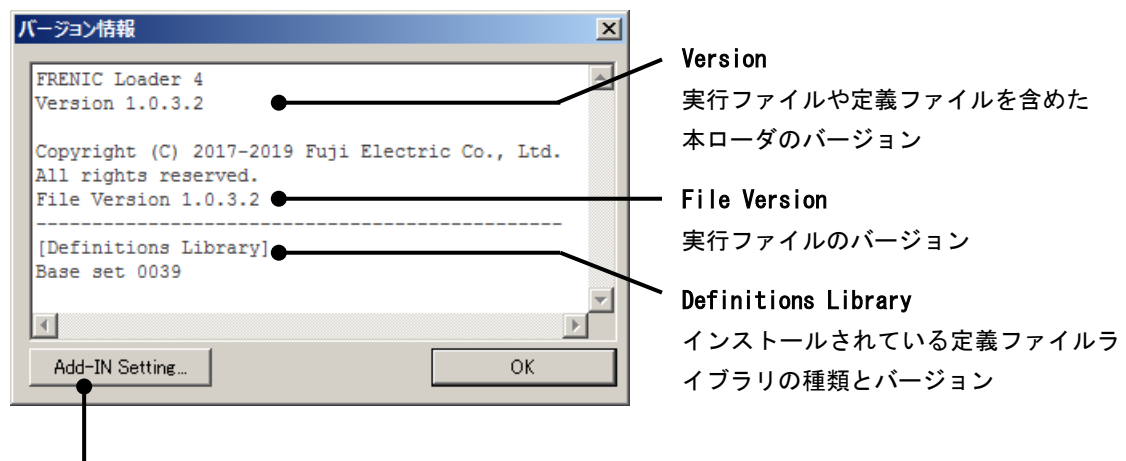 バージョン情報
FRENIC Loader 4
Version 1.0.3.2
Copyright (C) 2017-2019 Fuji Electric Co., Ltd.
All rights reserved.
File Version 1.0.3.2
------------------------------------------------
[Definitions Library]
Base set 0039
Add-IN Setting...
OK
Version
実行ファイルや定義ファイルを含めた
本ローダのバージョン
File Version
実行ファイルのバージョン
Definitions Library
インストールされている定義ファイルラ
イブラリの種類とバージョン